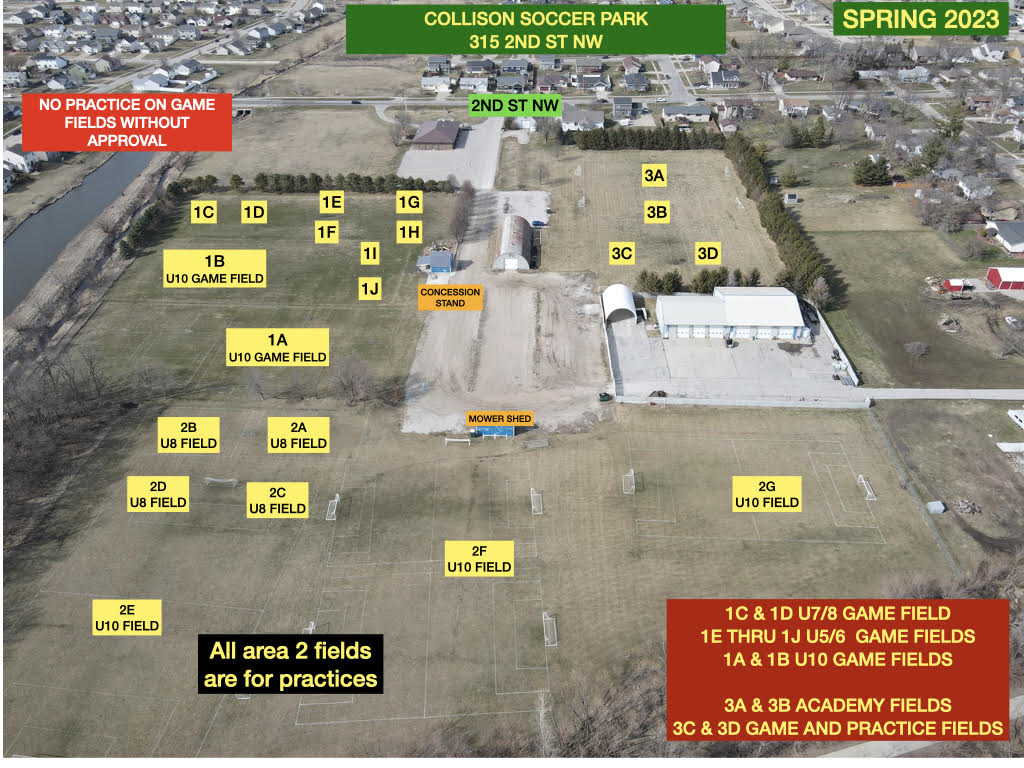 COLLISON SOCCER PARK
315 2ND ST NW
SPRING 2023
NO PRACTICE ON GAME
FIELDS WITHOUT
APPROVAL
2ND ST NW
3A
1C
1D
1E
1G
3B
1F
1H
1I
3C
3D
1B
U10 GAME FIELD
1J
CONCESSION
STAND
1A
U10 GAME FIELD
MOWER SHED
2B
U8 FIELD
2A
U8 FIELD
2D
U8 FIELD
2C
U8 FIELD
2G
U10 FIELD
2F
U10 FIELD
2E
U10 FIELD
All area 2 fields
are for practices
1C & 1D U7/8 GAME FIELD
1E THRU 1J U5/6 GAME FIELDS
1A & 1B U10 GAME FIELDS
3A & 3B ACADEMY FIELDS
3C & 3D GAME AND PRACTICE FIELDS